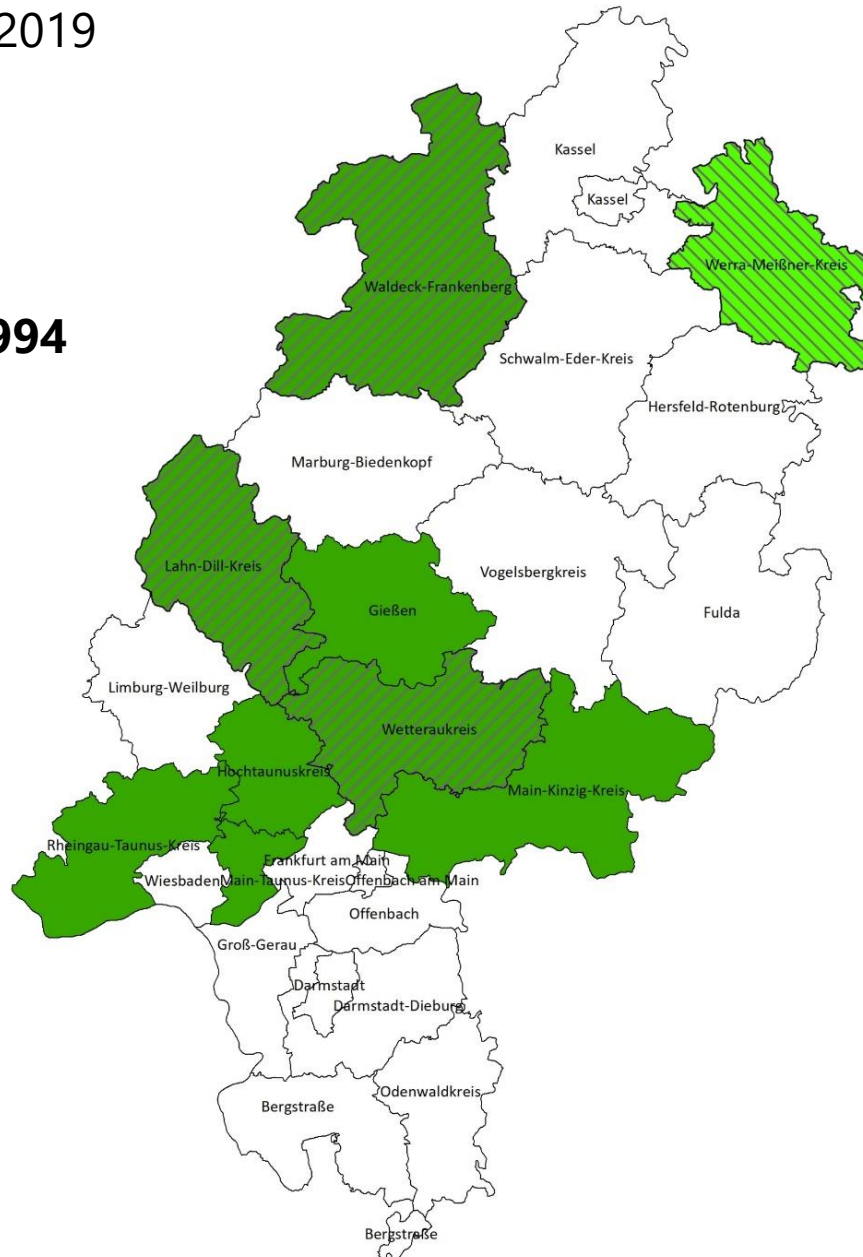 2019
994
Kassel
Kassel
Werra-Meißner-Kreis
Waldeck-Frankenberg
Schwalm-Eder-Kreis
Hersfeld-Rotenburg
Marburg-Biedenkopf
Lahn-Dill-Kreis
Vogelsbergkreis
Gießen
Fulda
Limburg-Weilburg
Wetteraukreis
Hochtaunuskreis
Main-Kinzig-Kreis
Rheingau-Taunus-Kreis
Frankfurt am Main
Wiesbaden
Main-Taunus-Kreis
Offenbach am Main
Offenbach
Groß-Gerau
Darmstadt
Darmstadt-Dieburg
Odenwaldkreis
Bergstraße
Bergstraße